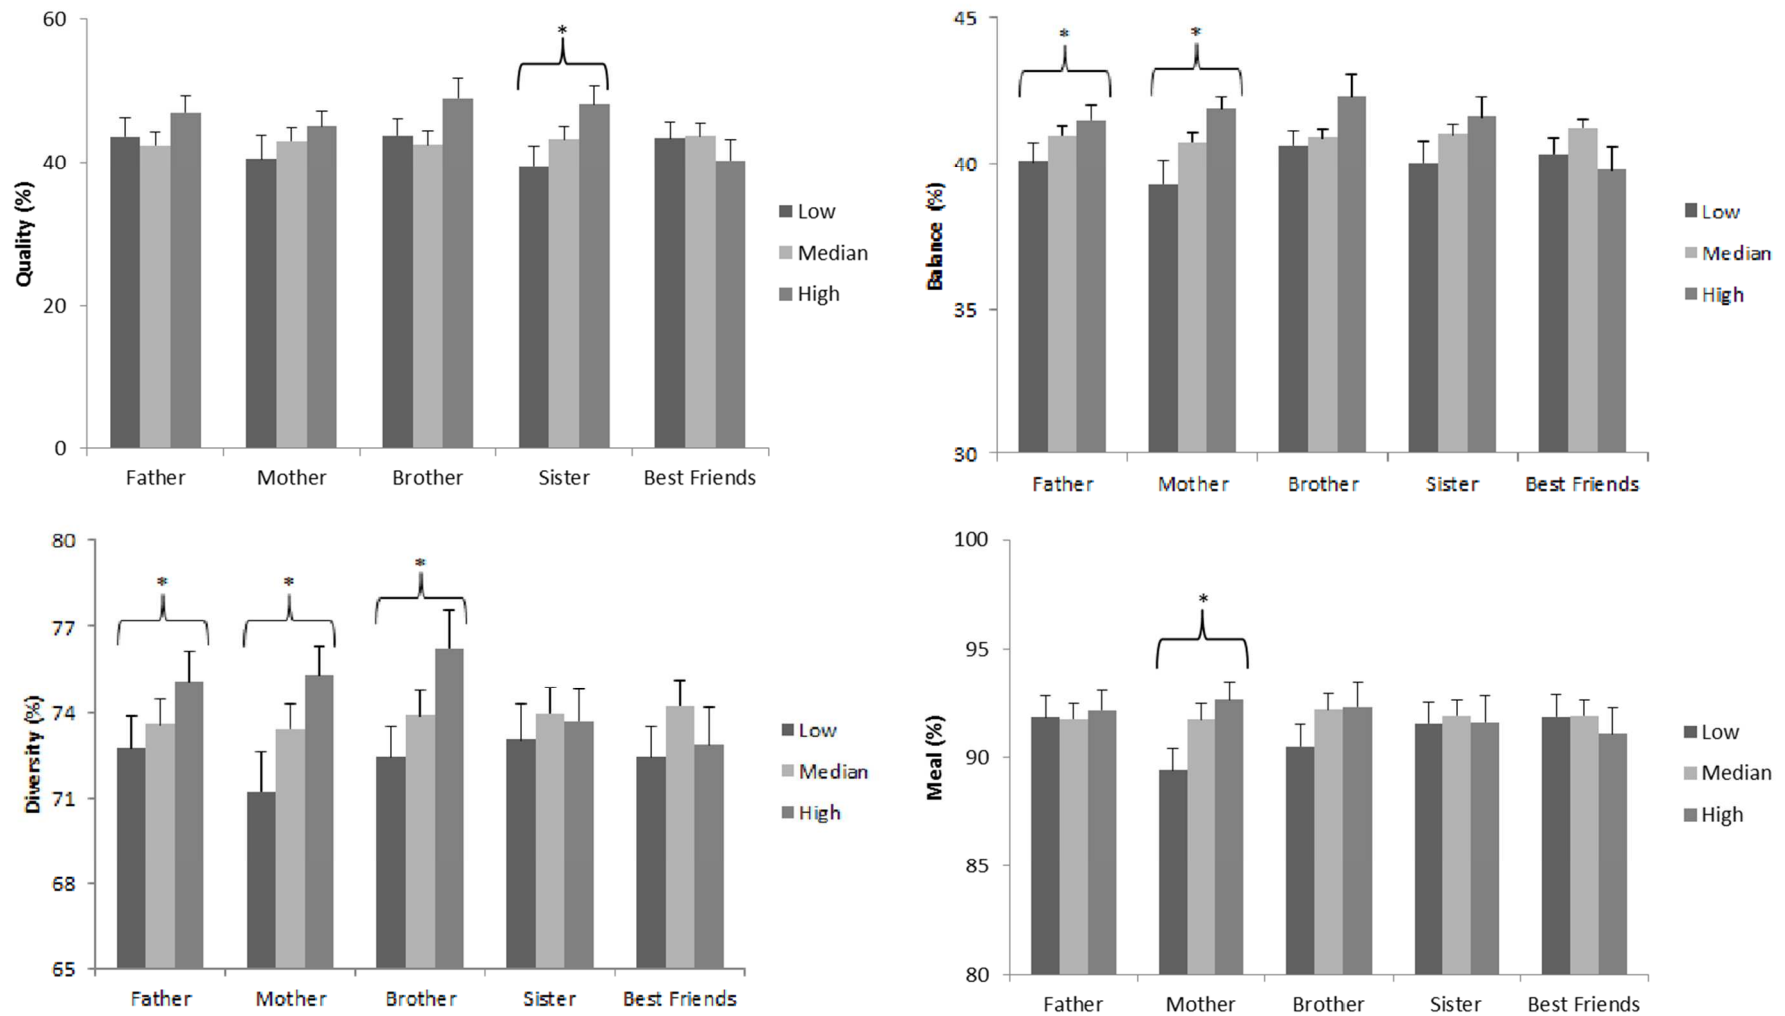 60
40
20
0
Quality (%)
*
Father Mother Brother Sister Best Friends
Low
Median
High
45
40
35
30
Balance (%)
* *
Father Mother Brother Sister Best Friends
Low
Median
High
80
77
74
71
68
65
Diversity (%)
* * *
Father Mother Brother Sister Best Friends
Low
Median
High
100
95
90
85
80
Meal (%)
*
Father Mother Brother Sister Best Friends
Low
Median
High